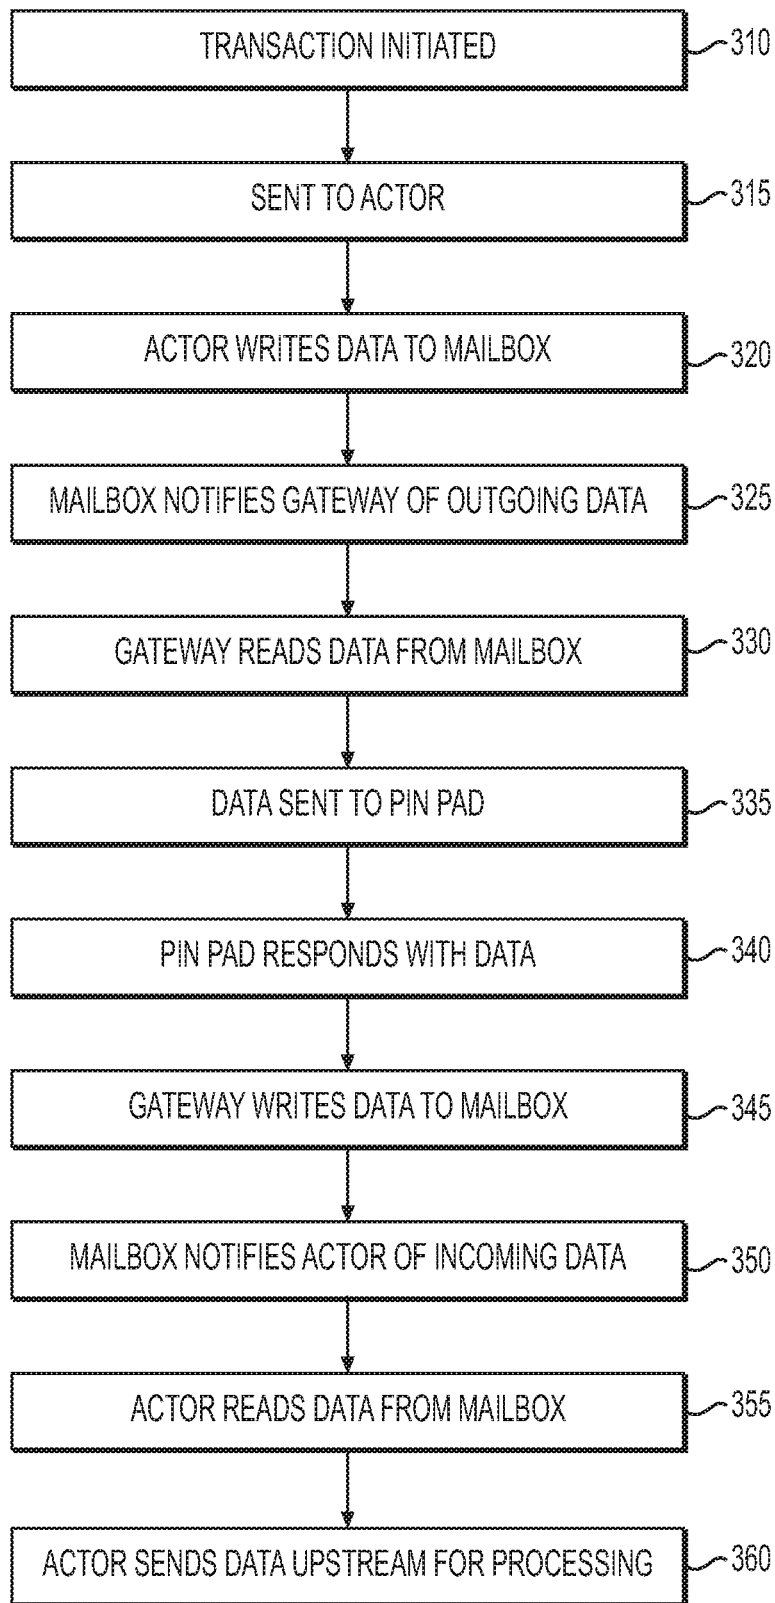 TRANSACTION INITIATED 310
SENT TO ACTOR 315
ACTOR WRITES DATA TO MAILBOX 320
MAILBOX NOTIFIES GATEWAY OF OUTGOING DATA 325
GATEWAY READS DATA FROM MAILBOX 330
DATA SENT TO PIN PAD 335
PIN PAD RESPONDS WITH DATA 340
GATEWAY WRITES DATA TO MAILBOX 345
MAILBOX NOTIFIES ACTOR OF INCOMING DATA 350
ACTOR READS DATA FROM MAILBOX 355
ACTOR SENDS DATA UPSTREAM FOR PROCESSING 360